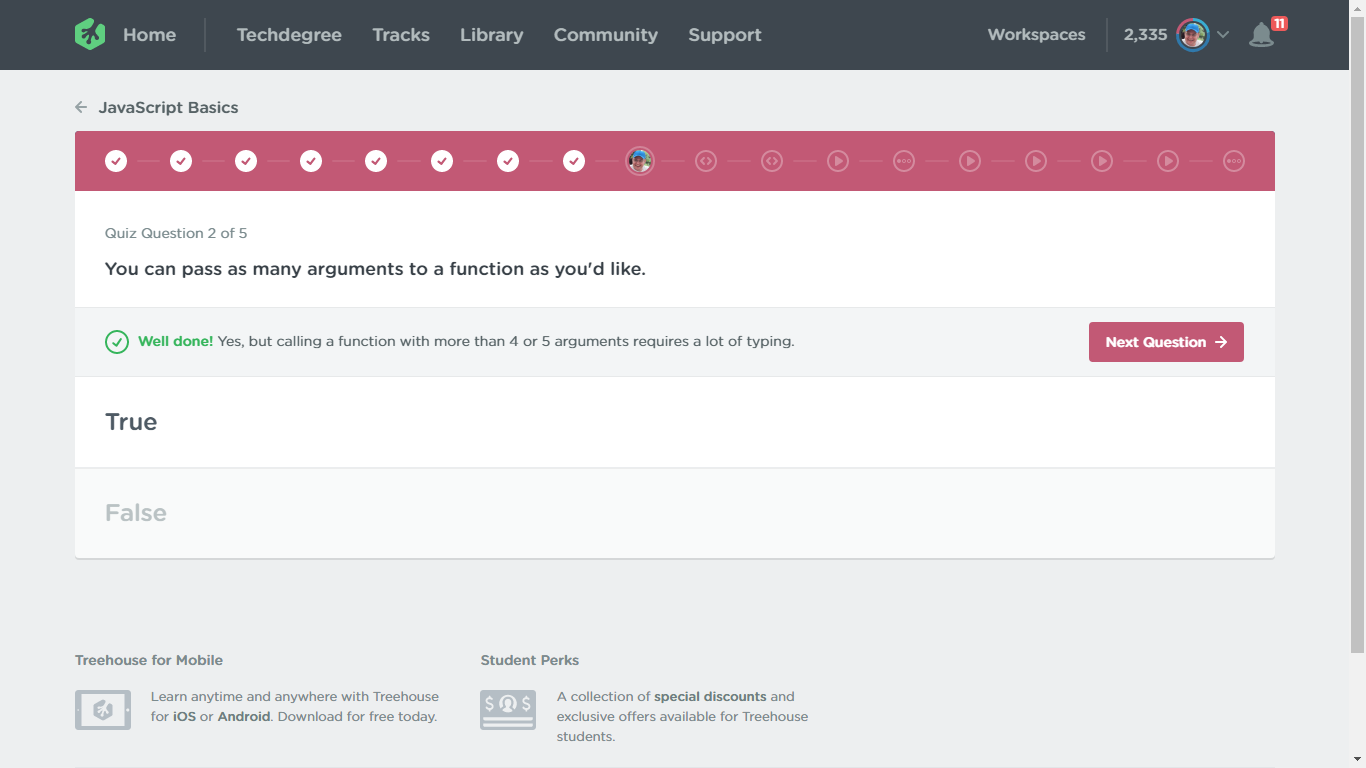 Home Techdegree Tracks Library Community Support Workspaces 2,335 11
← JavaScript Basics
Quiz Question 2 of 5
You can pass as many arguments to a function as you'd like.
Well done! Yes, but calling a function with more than 4 or 5 arguments requires a lot of typing.
Next Question →
True
False
Treehouse for Mobile
Learn anytime and anywhere with Treehouse
for iOS or Android. Download for free today.
Student Perks
$ $
A collection of special discounts and
exclusive offers available for Treehouse
students.